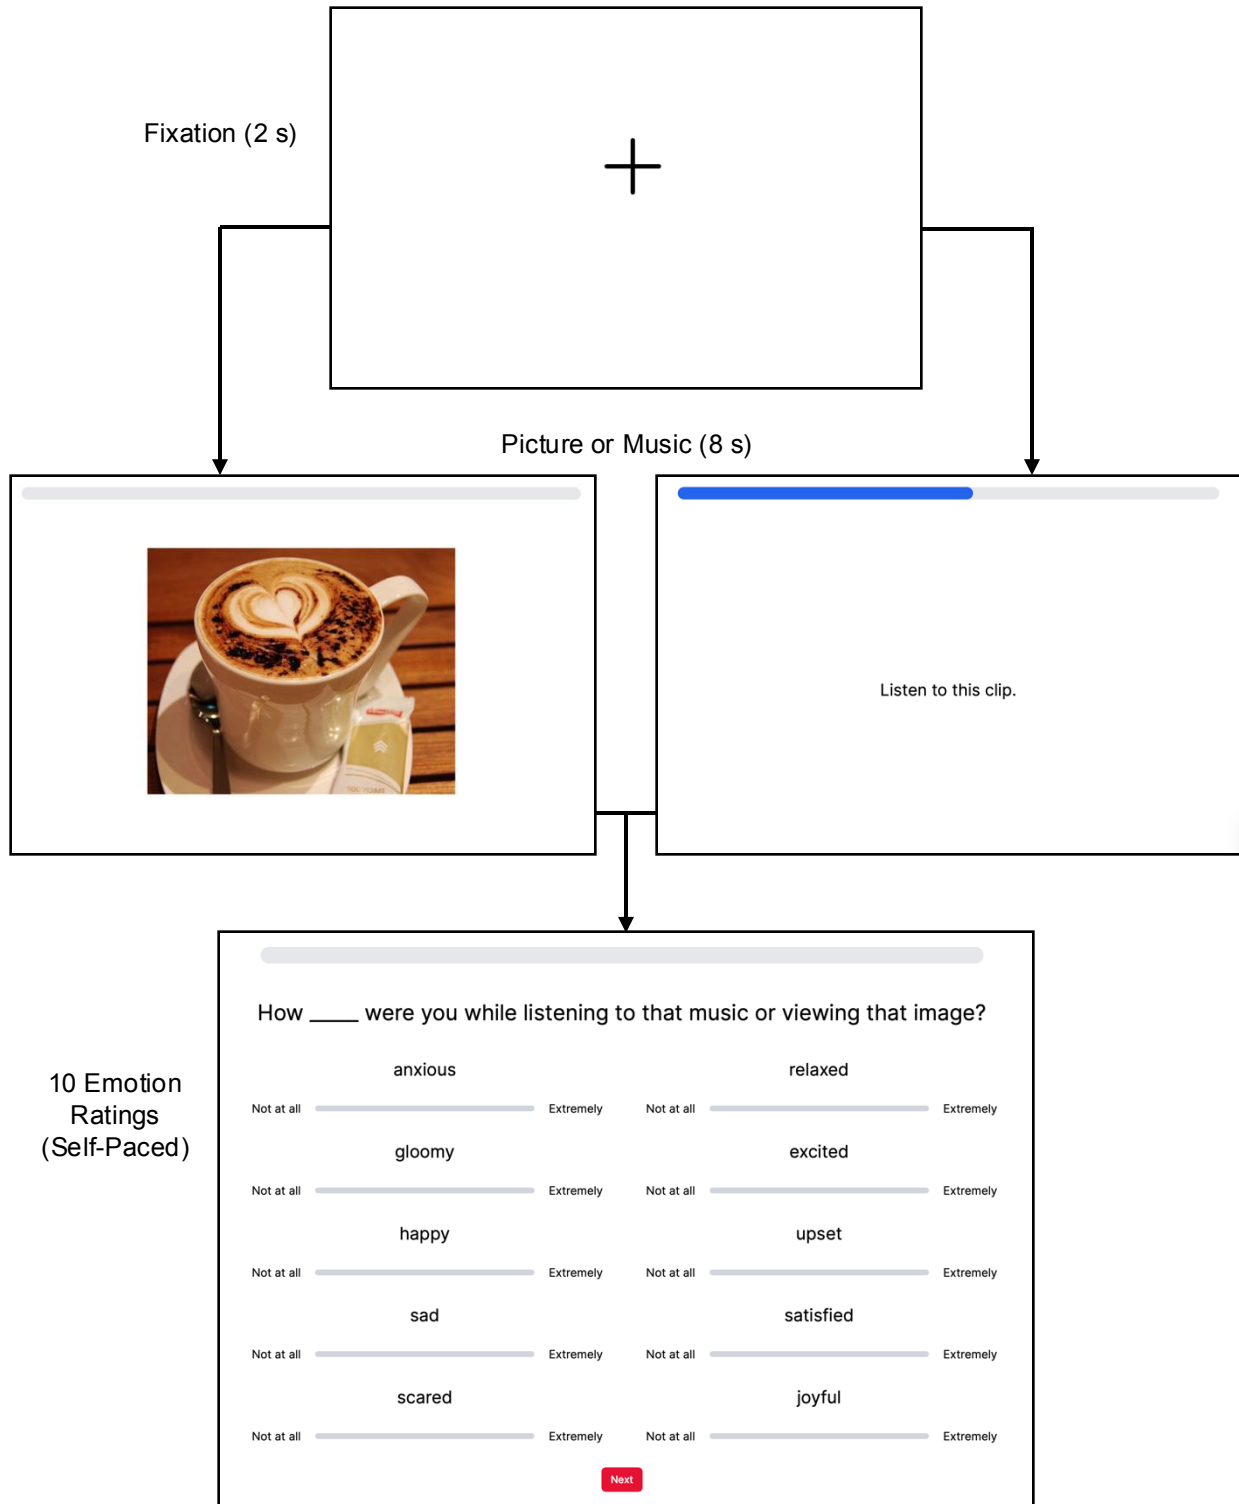 Fixation (2 s)
Picture or Music (8 s)
Listen to this clip.
How ____ were you while listening to that music or viewing that image?
10 Emotion
Ratings
(Self-Paced)
anxious
Not at all Extremely
relaxed
Not at all Extremely
gloomy
Not at all Extremely
excited
Not at all Extremely
happy
Not at all Extremely
upset
Not at all Extremely
sad
Not at all Extremely
satisfied
Not at all Extremely
scared
Not at all Extremely
joyful
Not at all Extremely
Next